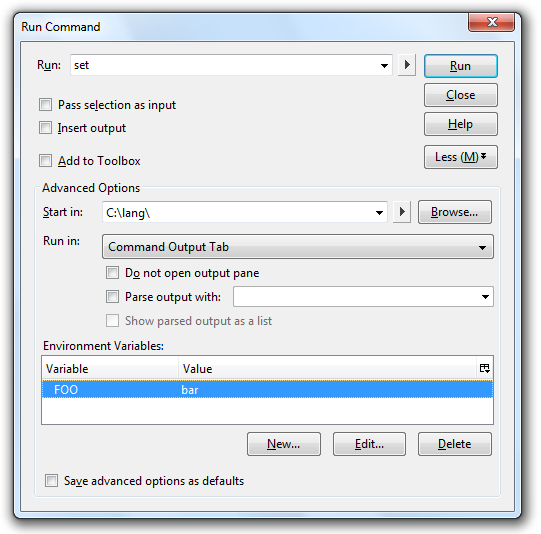 Run Command
Run: set Run
Pass selection as input Close
Insert output Help
Add to Toolbox Less (M)
Advanced Options
Start in: C:\lang\ Browse...
Run in: Command Output Tab
Do not open output pane
Parse output with:
Show parsed output as a list
Environment Variables:
Variable Value
FOO bar
New... Edit... Delete
Save advanced options as defaults